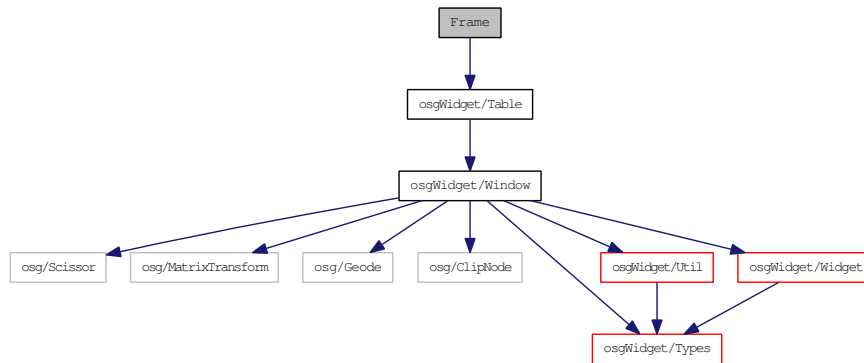 Frame
osgWidget/Table
osgWidget/Window
osg/Scissor
osg/MatrixTransform
osg/Geode
osg/ClipNode
osgWidget/Util
osgWidget/Widget
osgWidget/Types